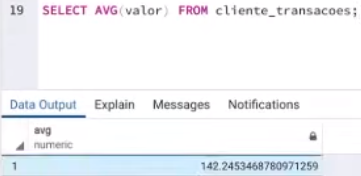 19 SELECT AVG(valor) FROM cliente_transacoes;
Data Output Explain Messages Notifications
avg
numeric
1 142.2453468780971259